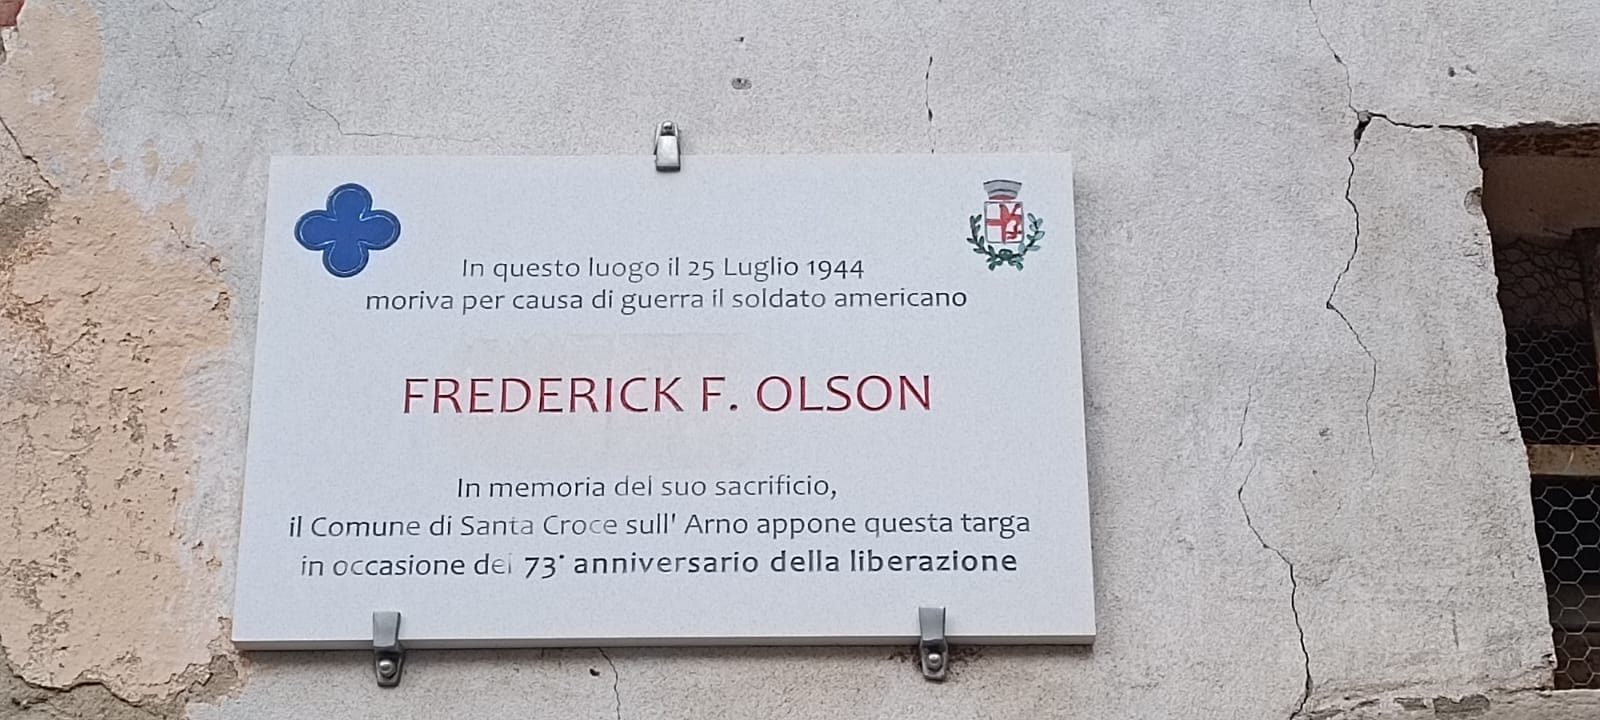 In questo luogo il 25 Luglio 1944
moriva per causa di guerra il soldato americano
FREDERICK F. OLSON
In memoria del suo sacrificio,
il Comune di Santa Croce sull' Arno appone questa targa
in occasione del 73° anniversario della liberazione